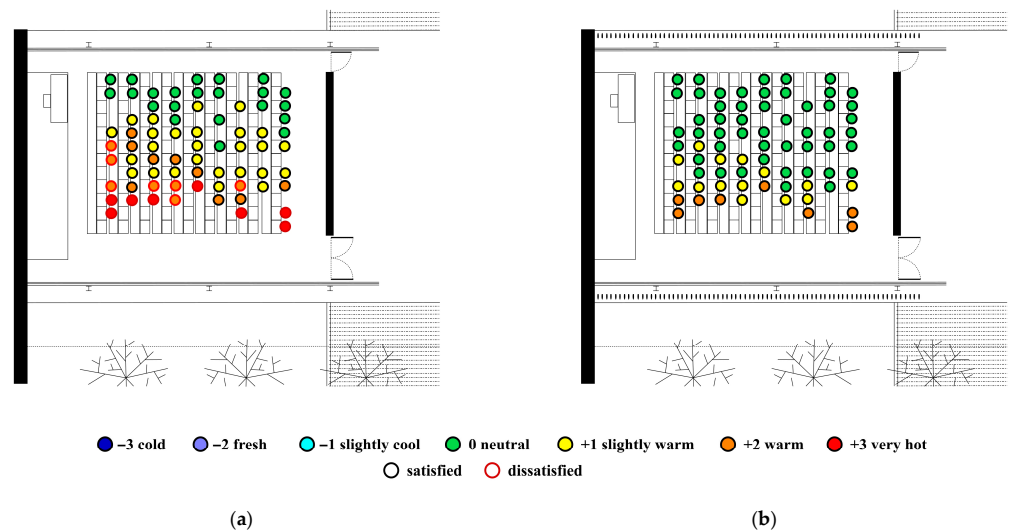 −3 cold −2 fresh −1 slightly cool 0 neutral +1 slightly warm +2 warm +3 very hot
satisfied dissatisfied
(a) (b)